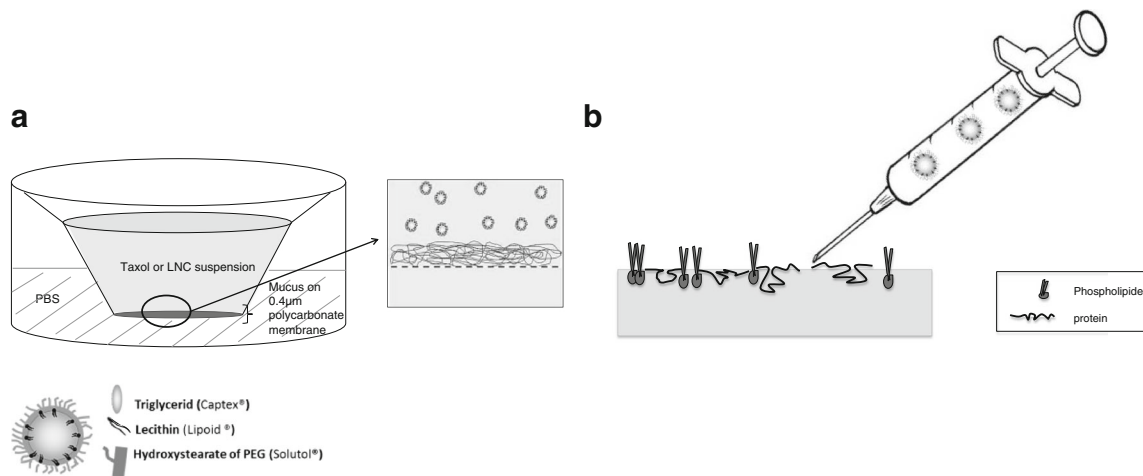 a
Taxol or LNC suspension
PBS
Mucus on
0.4µm
polycarbonate
membrane
Triglycerid (Captex®)
Lecithin (Lipoid ®)
Hydroxystearate of PEG (Solutol®)
b
Phospholipide
protein